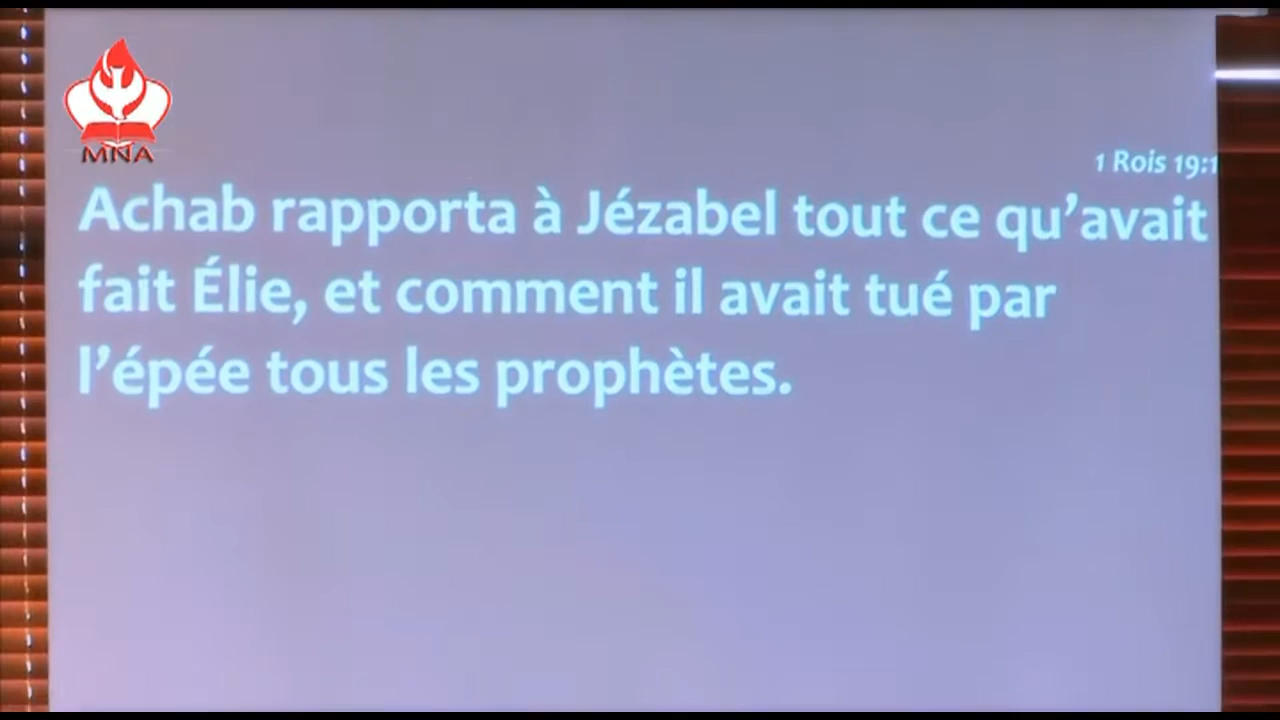 MNA
1 Rois 19:1
Achab rapporta à Jézabel tout ce qu’avait
fait Élie, et comment il avait tué par
l’épée tous les prophètes.